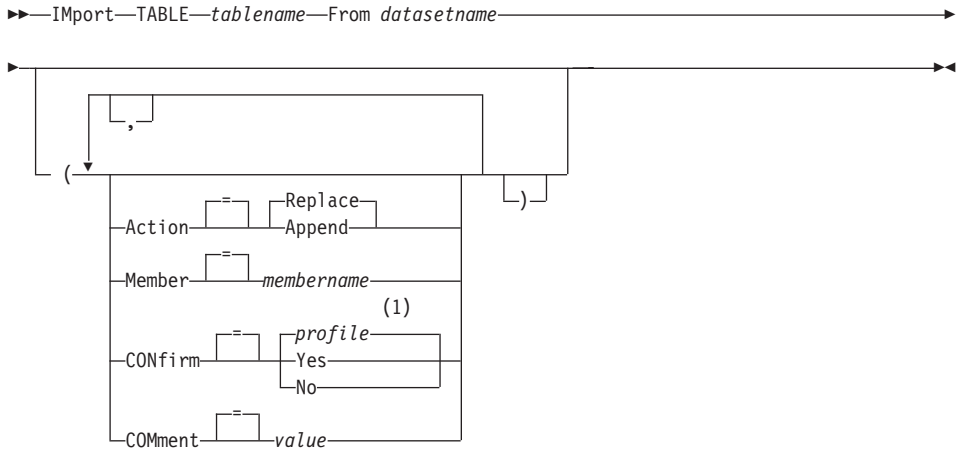 IMport TABLE tablename From datasetname
,
(
)
= Replace
Action Append
=
Member membername
(1)
= profile
CONfirm Yes
No
=
COMment value